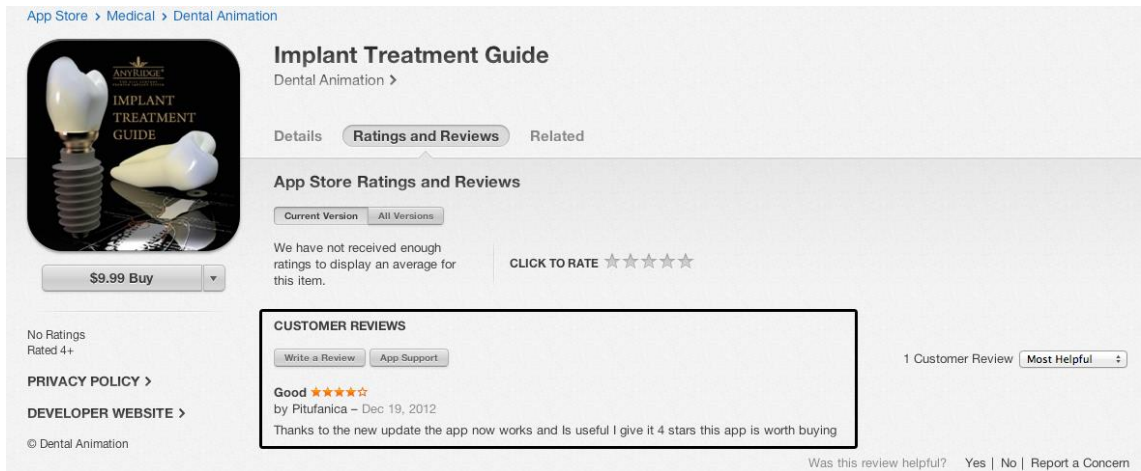 App Store > Medical > Dental Animation
ANYRIDGE
IMPLANT
TREATMENT
GUIDE
$9.99 Buy
No Ratings
Rated 4+
PRIVACY POLICY >
DEVELOPER WEBSITE >
© Dental Animation
Implant Treatment Guide
Dental Animation >
Details Ratings and Reviews Related
App Store Ratings and Reviews
Current Version All Versions
We have not received enough
ratings to display an average for
this item.
CLICK TO RATE
CUSTOMER REVIEWS
Write a Review App Support
1 Customer Review Most Helpful
Good
by Pitufanica – Dec 19, 2012
Thanks to the new update the app now works and Is useful I give it 4 stars this app is worth buying
Was this review helpful? Yes | No | Report a Concern